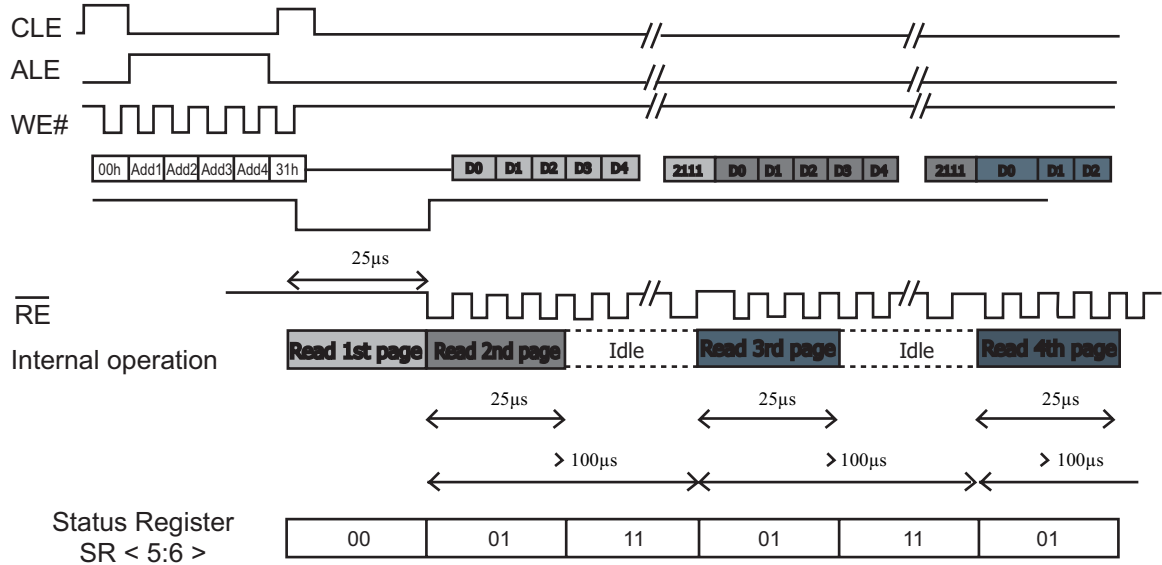 CLE
ALE
WE#
00h Add1 Add2 Add3 Add4 31h D0 D1 D2 D3 D4 2111 D0 D1 D2 D3 D4 2111 D0 D1 D2
25μs
RE
Internal operation
Read 1st page Read 2nd page Idle Read 3rd page Idle Read 4th page
25μs 25μs 25μs
> 100μs > 100μs > 100μs
Status Register
SR < 5:6 >
00 01 11 01 11 01